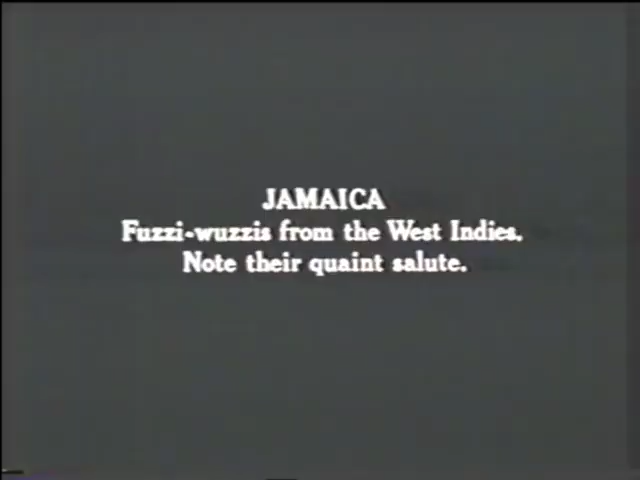 JAMAICA
Fuzzi-wuzzis from the West Indies.
Note their quaint salute.